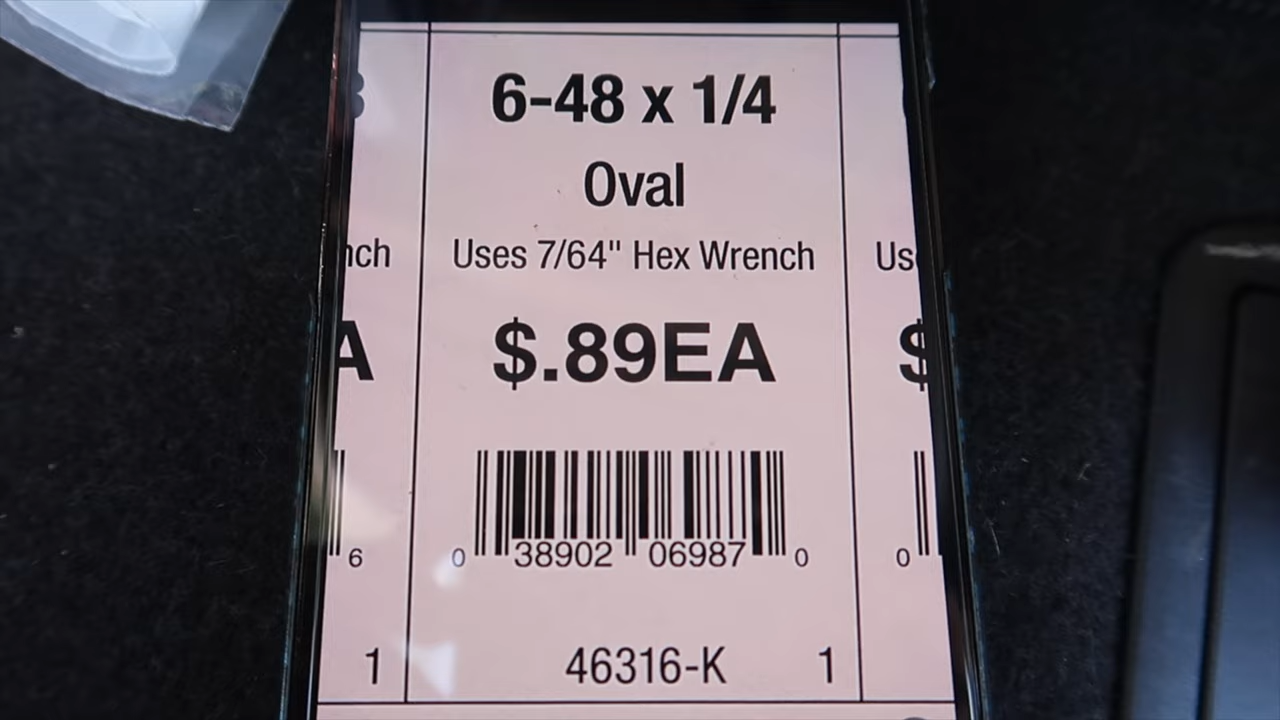 6-48 x 1/4
Oval
nch Uses 7/64" Hex Wrench Us
A $.89EA $
6 0 38902 06987 0 0
1 46316-K 1